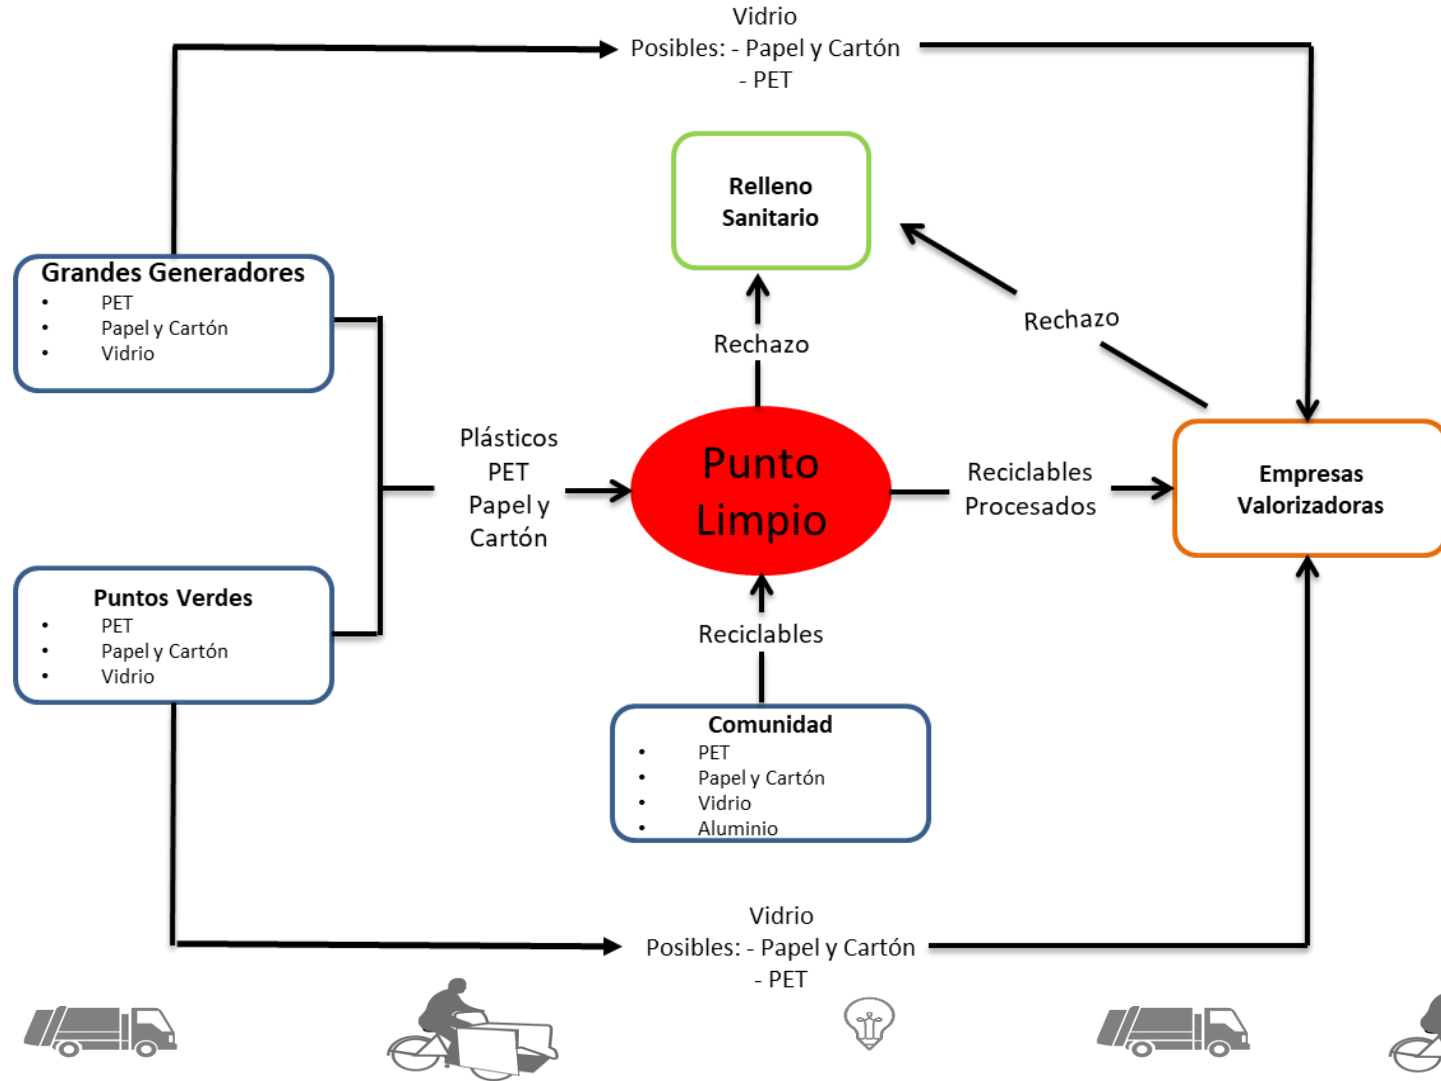 Vidrio
Posibles: - Papel y Cartón
- PET
Relleno
Sanitario
Grandes Generadores
• PET
• Papel y Cartón
• Vidrio
Rechazo
Rechazo
Plásticos
PET
Papel y
Cartón
Punto
Limpio
Reciclables
Procesados
Empresas
Valorizadoras
Puntos Verdes
• PET
• Papel y Cartón
• Vidrio
Reciclables
Comunidad
• PET
• Papel y Cartón
• Vidrio
• Aluminio
Vidrio
Posibles: - Papel y Cartón
- PET